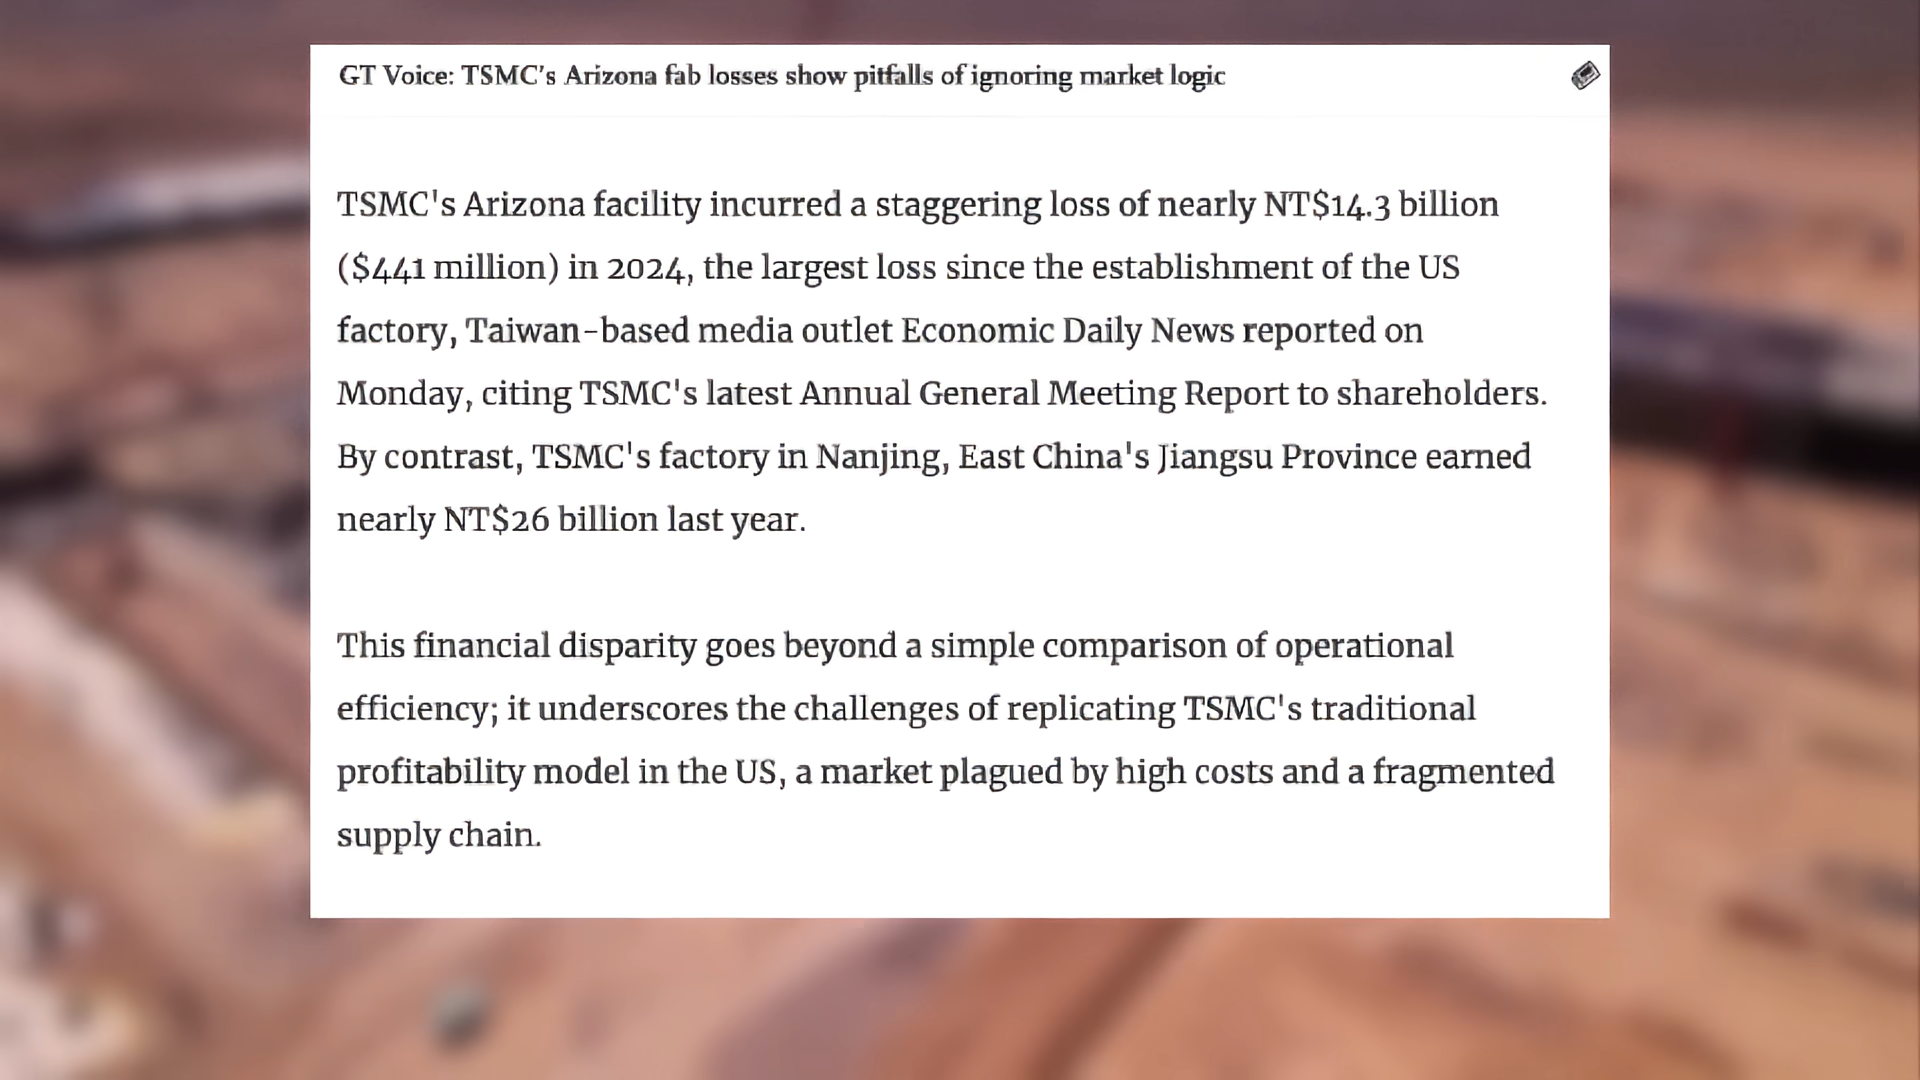 GT Voice: TSMC's Arizona fab losses show pitfalls of ignoring market logic
TSMC's Arizona facility incurred a staggering loss of nearly NT$14.3 billion
($441 million) in 2024, the largest loss since the establishment of the US
factory, Taiwan-based media outlet Economic Daily News reported on
Monday, citing TSMC's latest Annual General Meeting Report to shareholders.
By contrast, TSMC's factory in Nanjing, East China's Jiangsu Province earned
nearly NT$26 billion last year.
This financial disparity goes beyond a simple comparison of operational
efficiency; it underscores the challenges of replicating TSMC's traditional
profitability model in the US, a market plagued by high costs and a fragmented
supply chain.